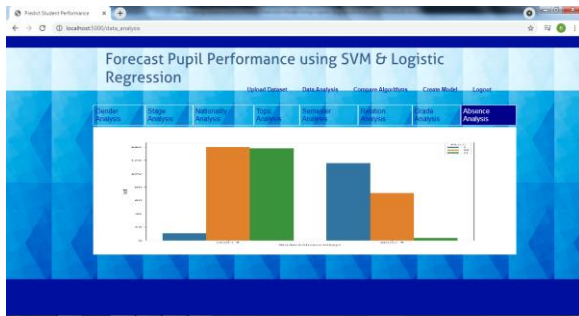 Predict Student Performance
localhost:5000/data_analysis
Forecast Pupil Performance using SVM & Logistic
Regression
Upload Dataset Data Analysis Compare Algorithms Create Model Logout
Gender Analysis
Stage Analysis
Nationality Analysis
Topic Analysis
Semester Analysis
Relation Analysis
Grade Analysis
Absence Analysis